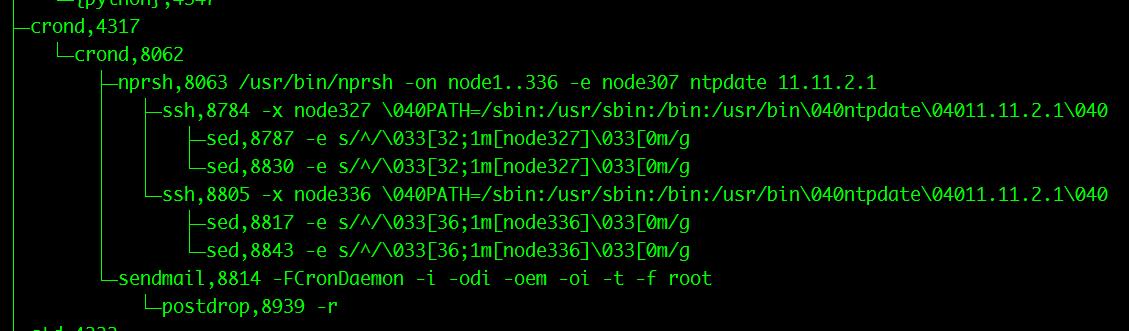 ├─crond,4317
│   └─crond,8062
│       ├─nprsh,8063 /usr/bin/nprsh -on node1..336 -e node307 ntpdate 11.11.2.1
│       │   ├─ssh,8784 -x node327 \040PATH=/sbin:/usr/sbin:/bin:/usr/bin\040ntpdate\04011.11.2.1\040
│       │   │   ├─sed,8787 -e s/^/\033[32;1m[node327]\033[0m/g
│       │   │   └─sed,8830 -e s/^/\033[32;1m[node327]\033[0m/g
│       │   └─ssh,8805 -x node336 \040PATH=/sbin:/usr/sbin:/bin:/usr/bin\040ntpdate\04011.11.2.1\040
│       │       ├─sed,8817 -e s/^/\033[36;1m[node336]\033[0m/g
│       │       └─sed,8843 -e s/^/\033[36;1m[node336]\033[0m/g
│       └─sendmail,8814 -FCronDaemon -i -odi -oem -oi -t -f root
│           └─postdrop,8939 -r